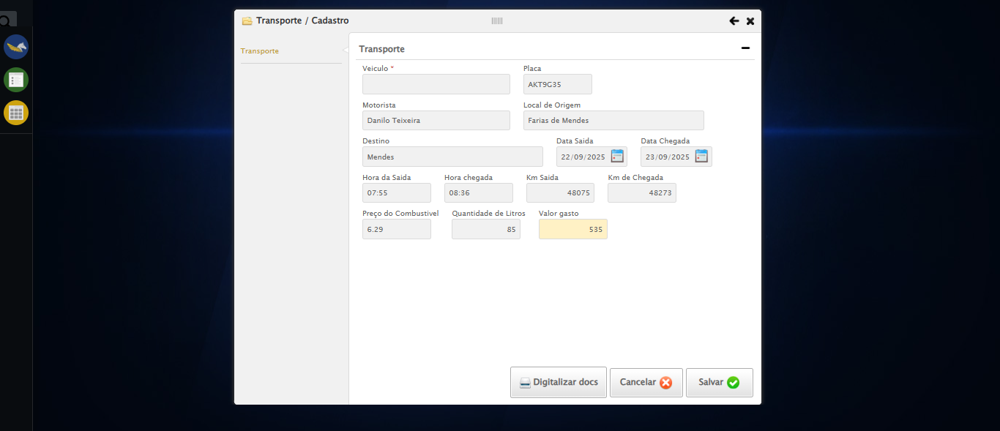 Transporte / Cadastro
Transporte
Transporte
Veiculo * Placa
AKT9G35
Motorista Local de Origem
Danilo Teixeira Farias de Mendes
Destino Data Saida Data Chegada
Mendes 22/09/2025 23/09/2025
Hora da Saida Hora chegada Km Saida Km de Chegada
07:55 08:36 48075 48273
Preço do Combustivel Quantidade de Litros Valor gasto
6.29 85 535
Digitalizar docs Cancelar Salvar